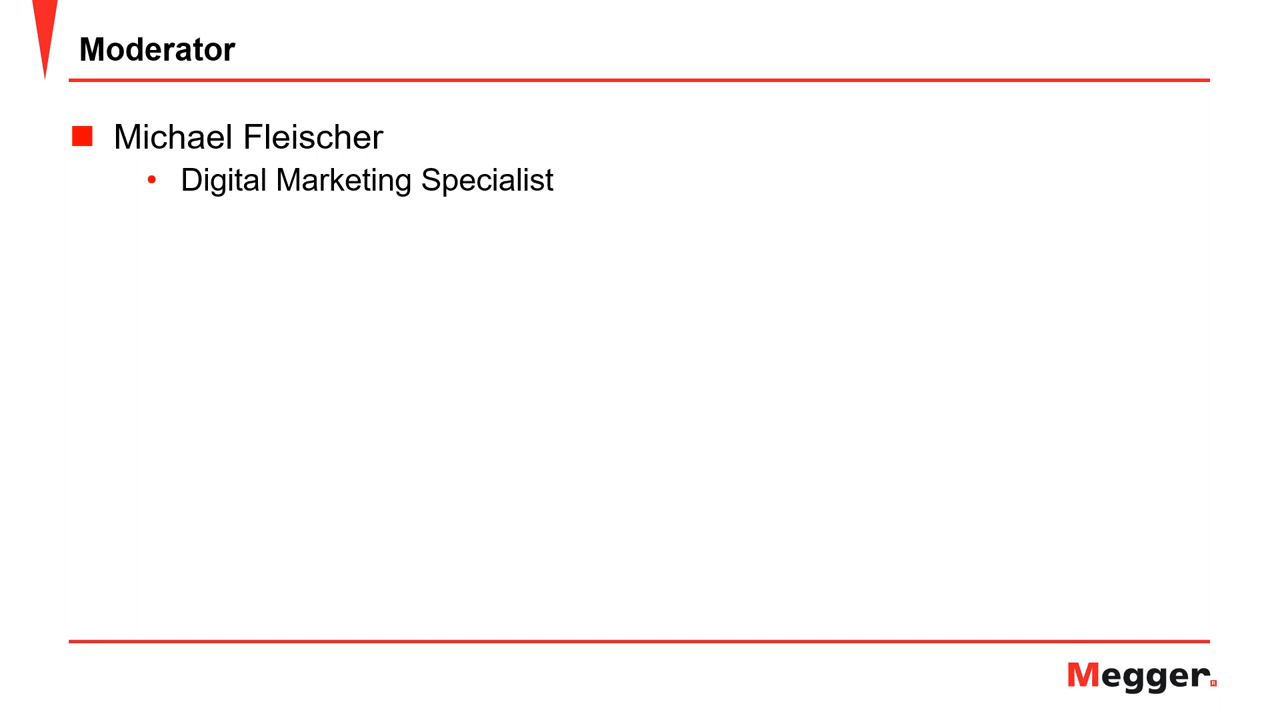 Moderator
Michael Fleischer
Digital Marketing Specialist
Megger